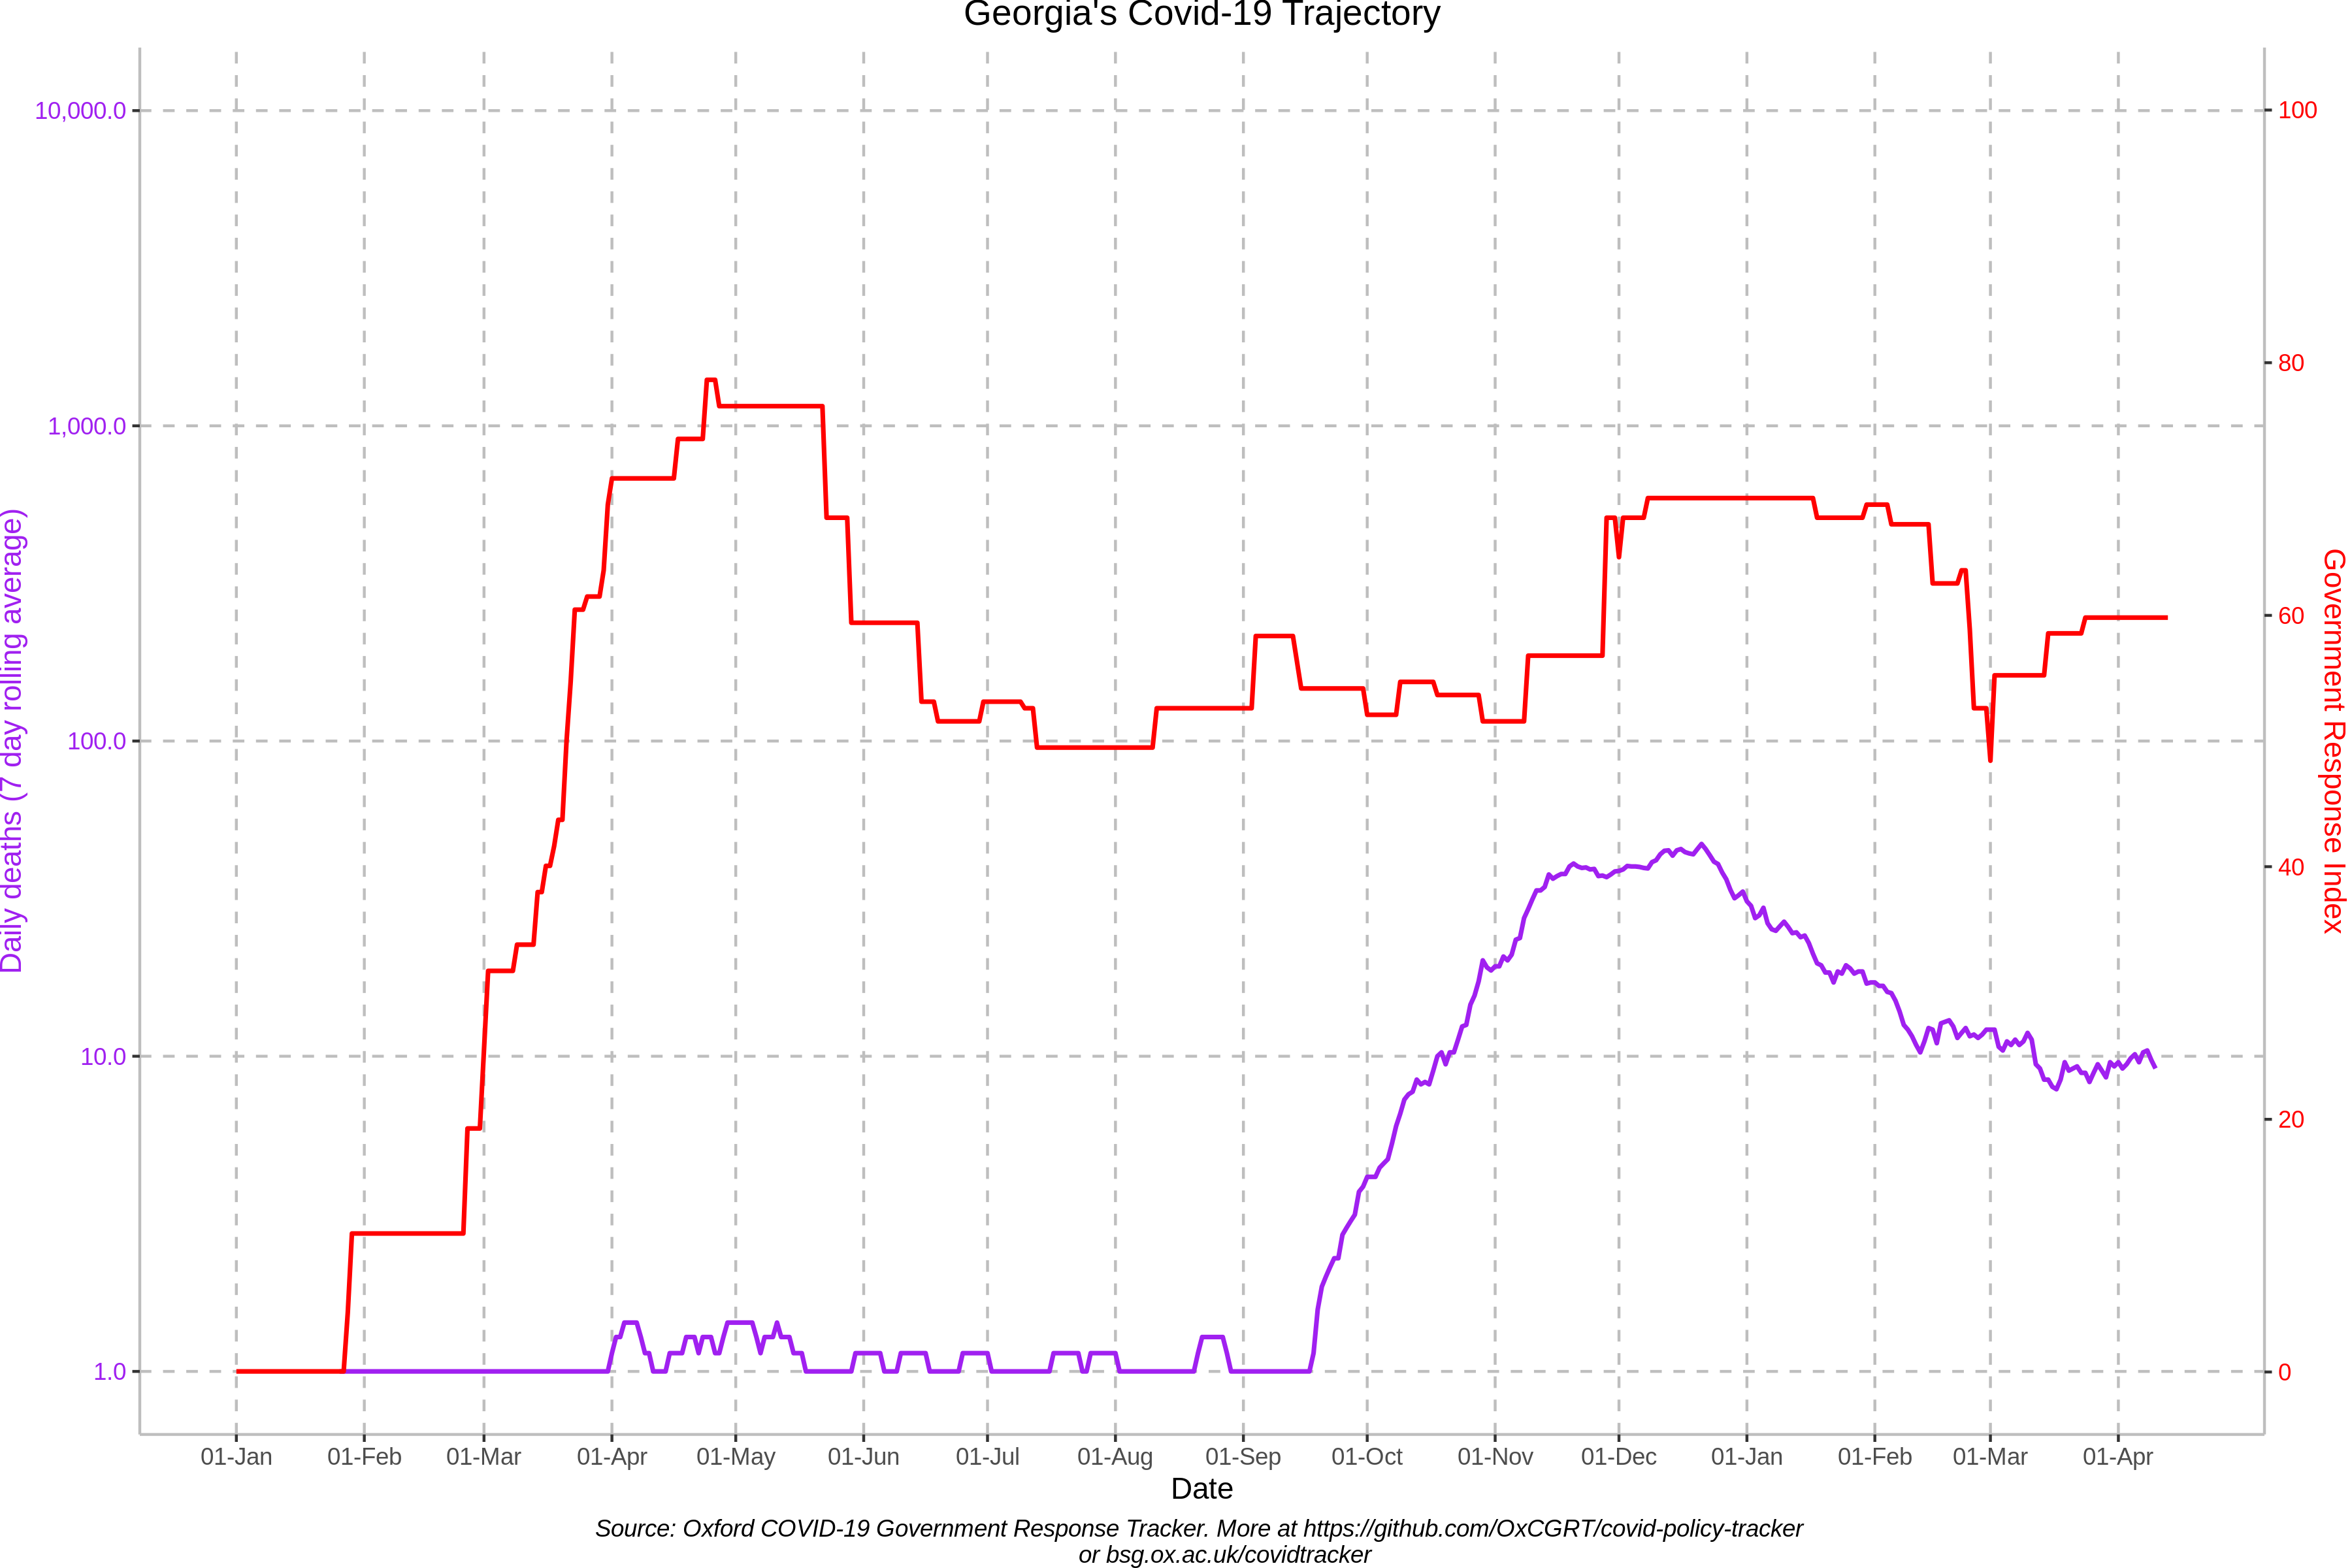 Georgia's Covid-19 Trajectory
10,000.0
1,000.0
100.0
10.0
1.0
Daily deaths (7 day rolling average)
100
80
60
40
20
0
Government Response Index
01-Jan 01-Feb 01-Mar 01-Apr 01-May 01-Jun 01-Jul 01-Aug 01-Sep 01-Oct 01-Nov 01-Dec 01-Jan 01-Feb 01-Mar 01-Apr
Date
Source: Oxford COVID-19 Government Response Tracker. More at https://github.com/OxCGRT/covid-policy-tracker
or bsg.ox.ac.uk/covidtracker